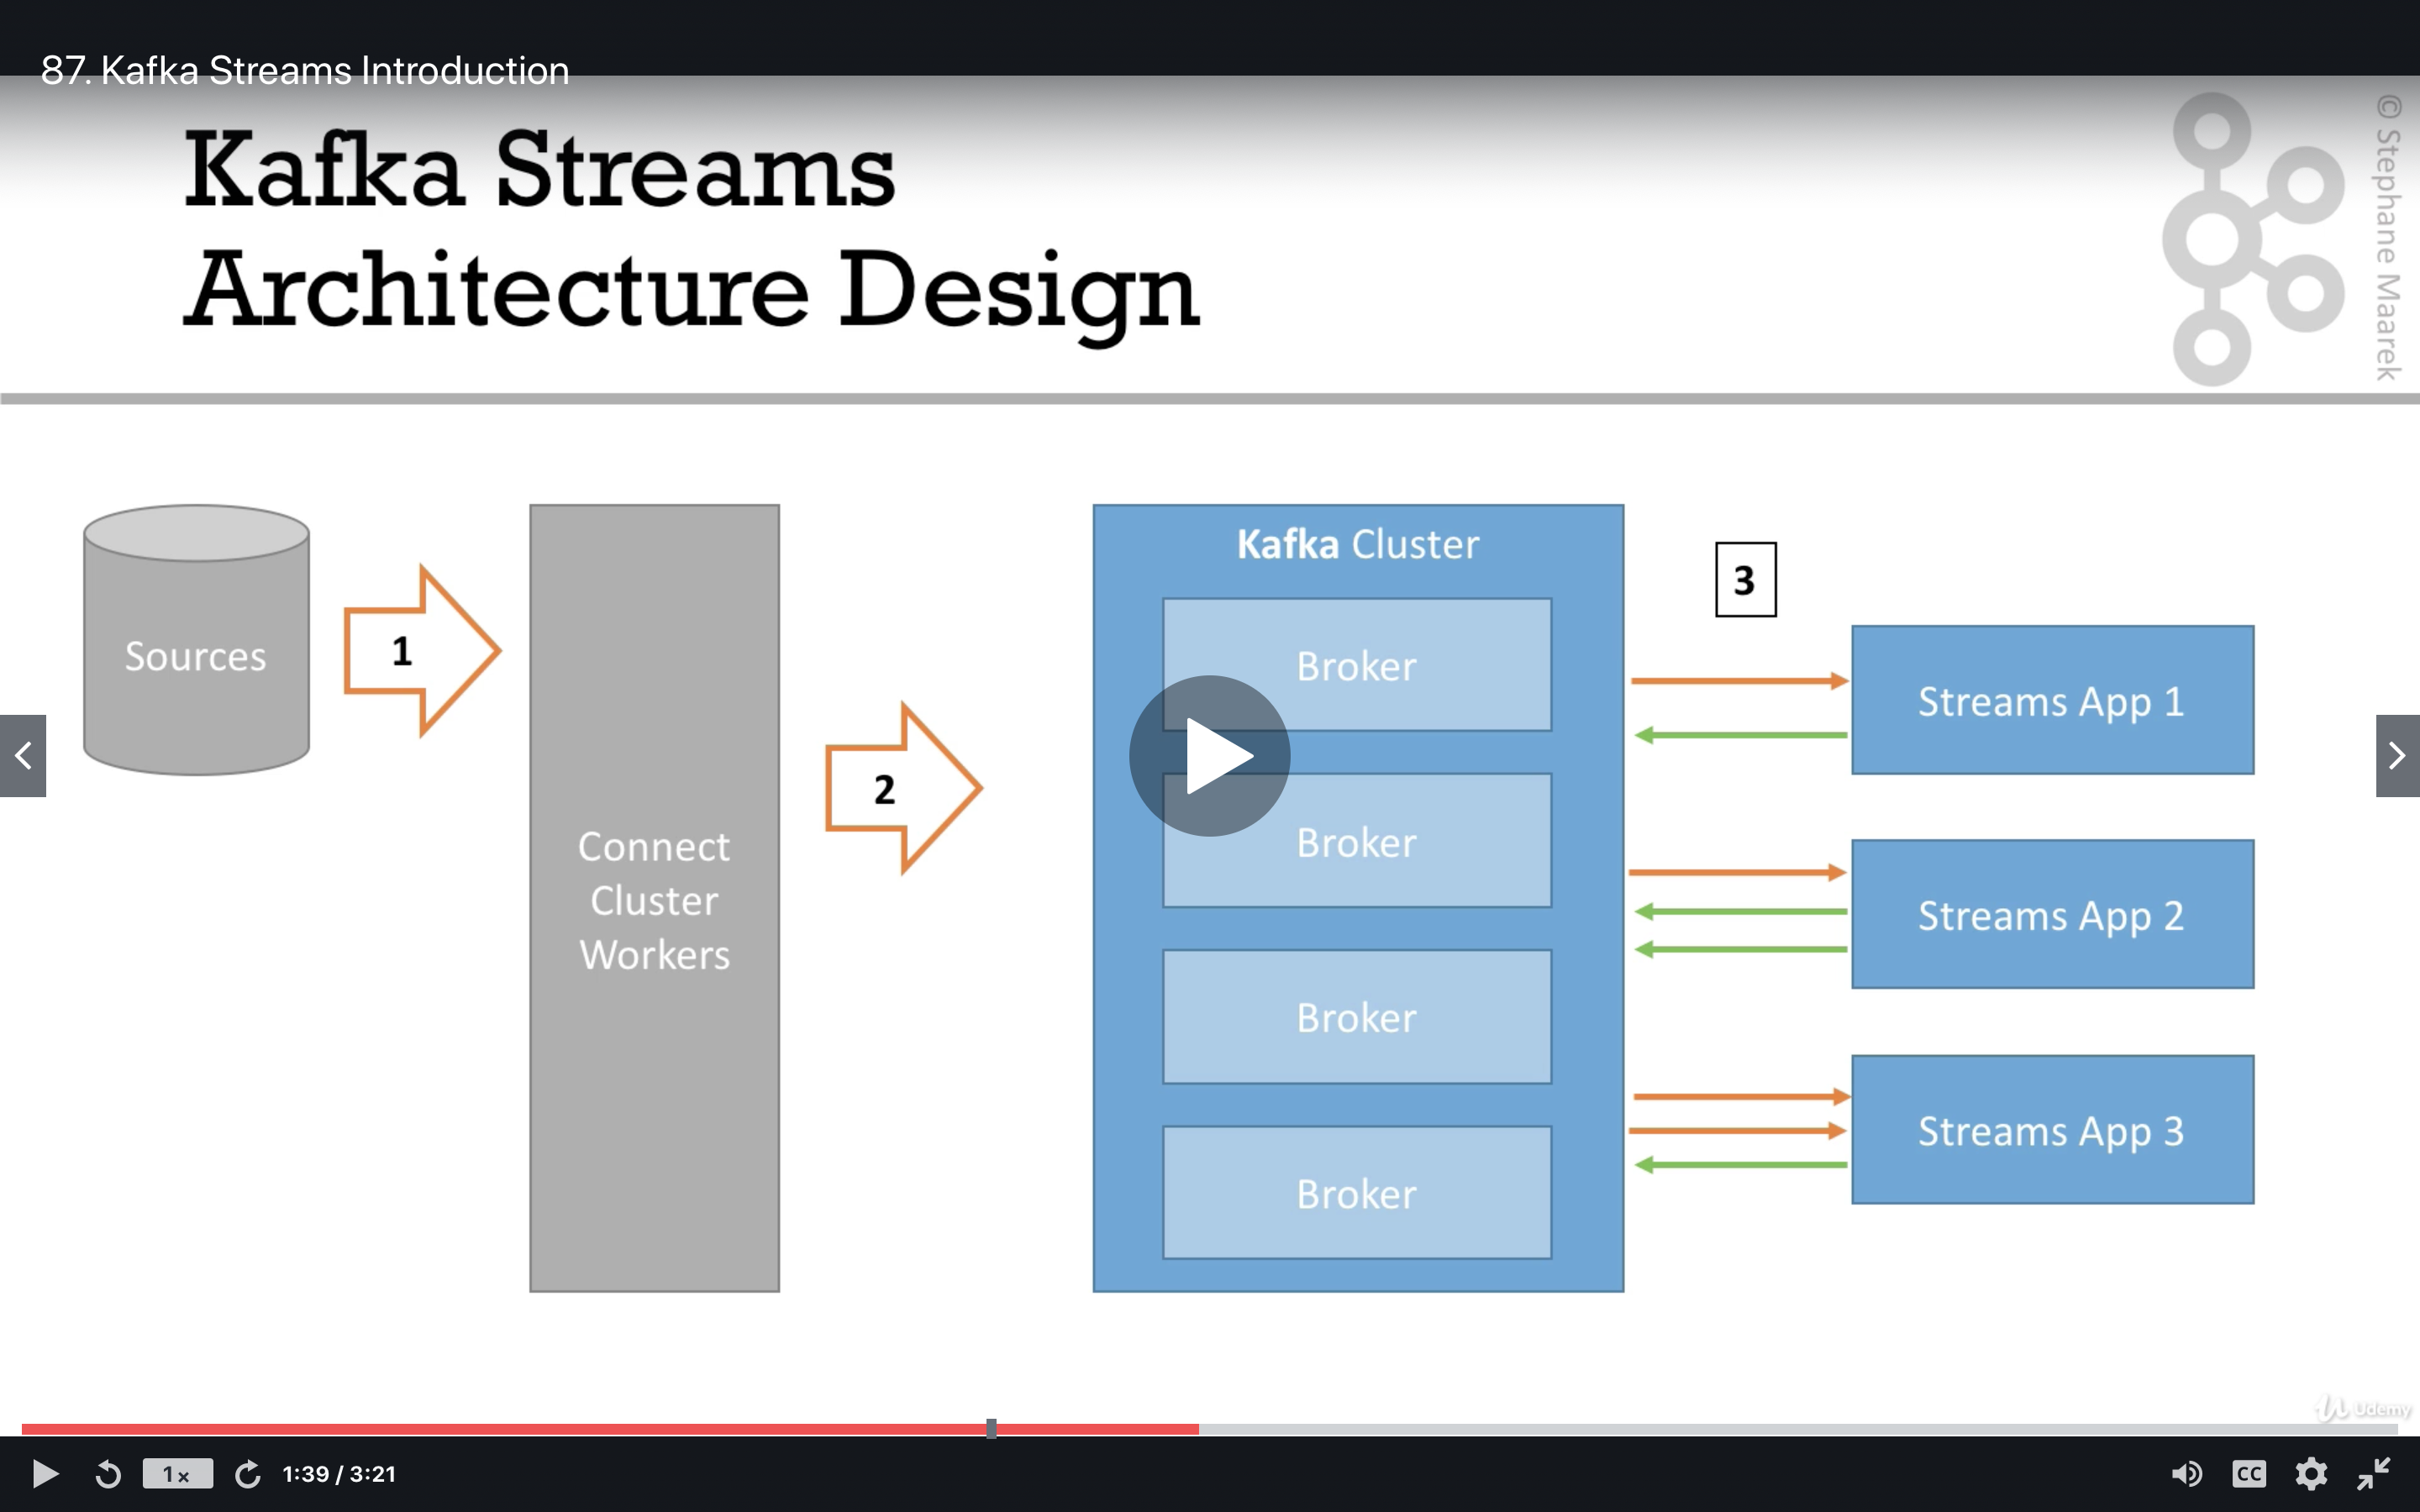 87. Kafka Streams Introduction
Kafka Streams
Architecture Design
© Stephane Maarek
Sources
1
Connect
Cluster
Workers
2
Kafka Cluster
Broker
Broker
Broker
Broker
3
Streams App 1
Streams App 2
Streams App 3
Udemy
1x
1:39 / 3:21
CC